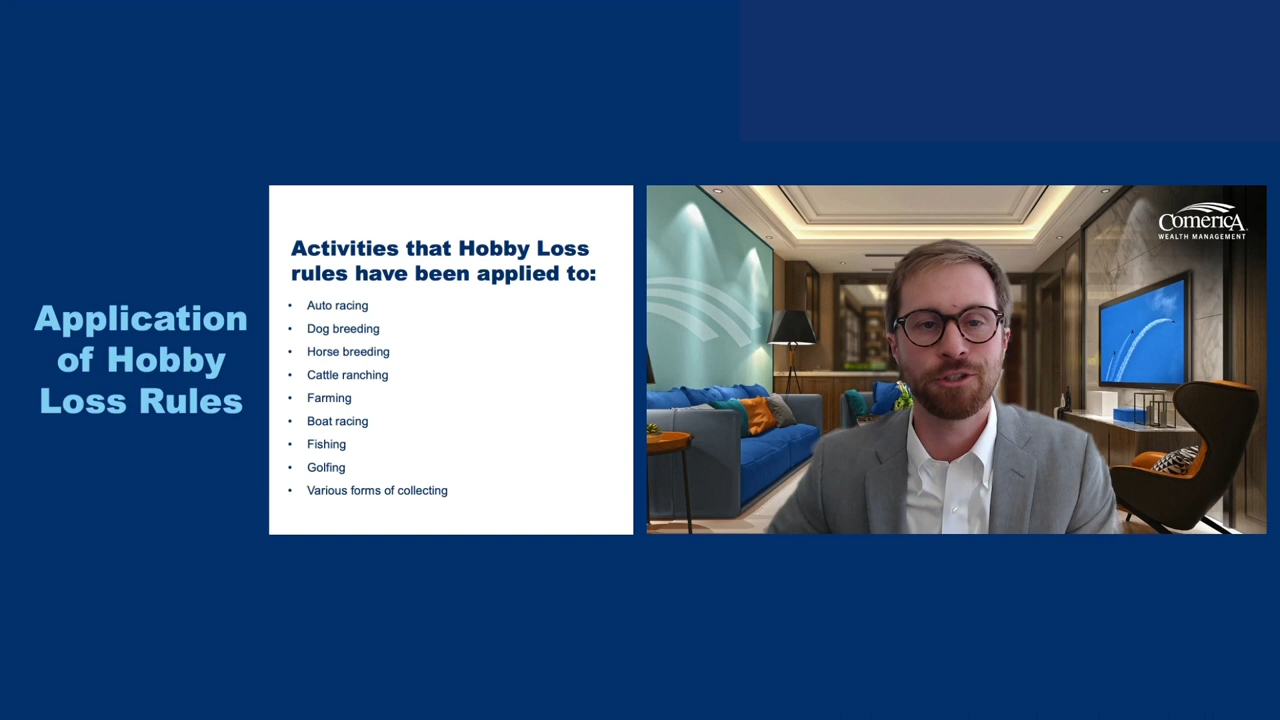 Application
of Hobby
Loss Rules
Activities that Hobby Loss
rules have been applied to:
• Auto racing
• Dog breeding
• Horse breeding
• Cattle ranching
• Farming
• Boat racing
• Fishing
• Golfing
• Various forms of collecting
ComericA
WEALTH MANAGEMENT